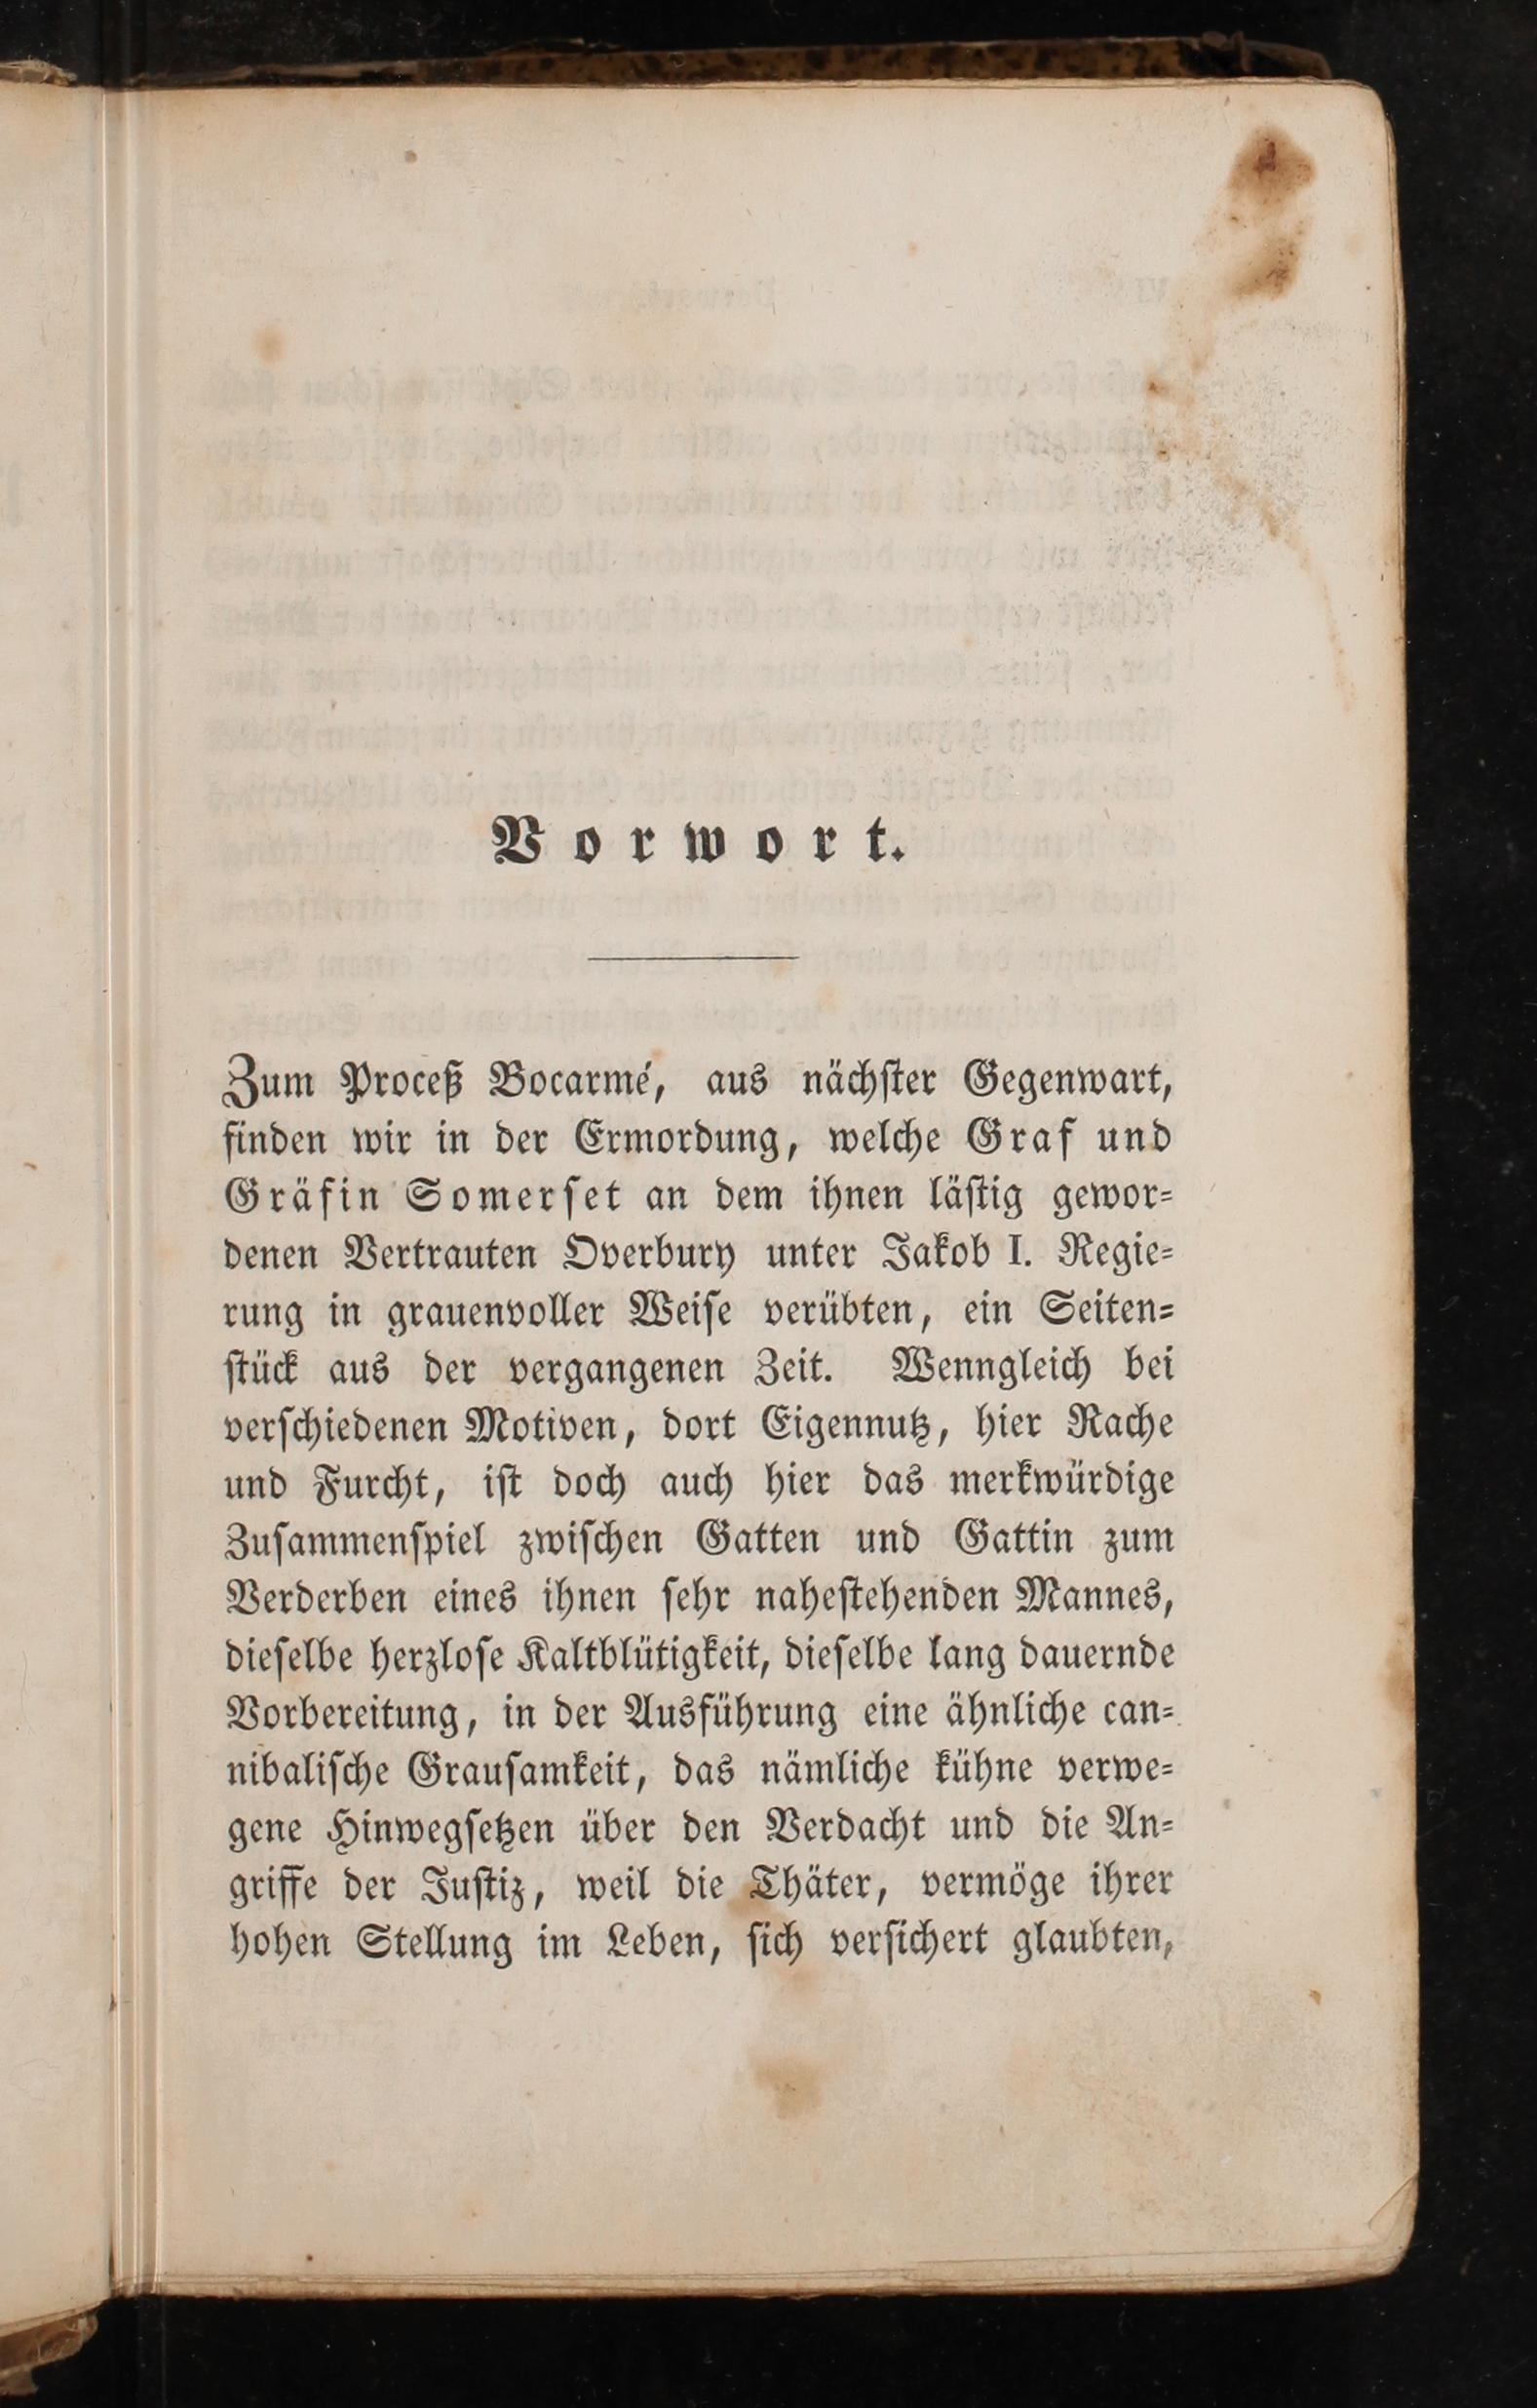 Vorwort.
Zum Proceß Bocarmé, aus nächſter Gegenwart,
finden wir in der Ermordung, welche Graf und
Gräfin Somerſet an dem ihnen läſtig gewor⸗
denen Vertrauten Overbury unter Jakob I. Regie⸗
rung in grauenvoller Weiſe verübten, ein Seiten⸗
ſtück aus der vergangenen Zeit. Wenngleich bei
verſchiedenen Motiven, dort Eigennutz, hier Rache
und Furcht, iſt doch auch hier das merkwürdige
Zuſammenſpiel zwiſchen Gatten und Gattin zum
Verderben eines ihnen ſehr naheſtehenden Mannes,
dieſelbe herzloſe Kaltblütigkeit, dieſelbe lang dauernde
Vorbereitung, in der Ausführung eine ähnliche can⸗
nibaliſche Grauſamkeit, das nämliche kühne verwe⸗
gene Hinwegſetzen über den Verdacht und die An⸗
griffe der Juſtiz, weil die Thäter, vermöge ihrer
hohen Stellung im Leben, ſich verſichert glaubten,